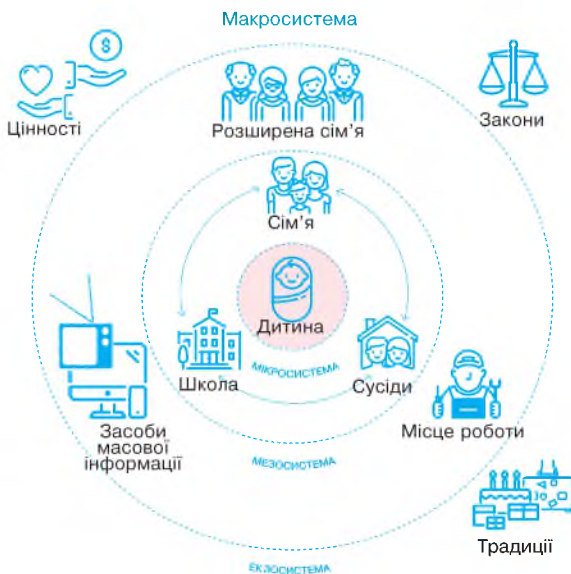 Макросистема
$
Цінності
Розширена сім’я
Закони
Сім’я
Дитина
Школа
МІКРОСИСТЕМА
Сусіди
Засоби
масової
інформації
Місце роботи
МЕЗОСИСТЕМА
Традиції
ЕКЗОСИСТЕМА